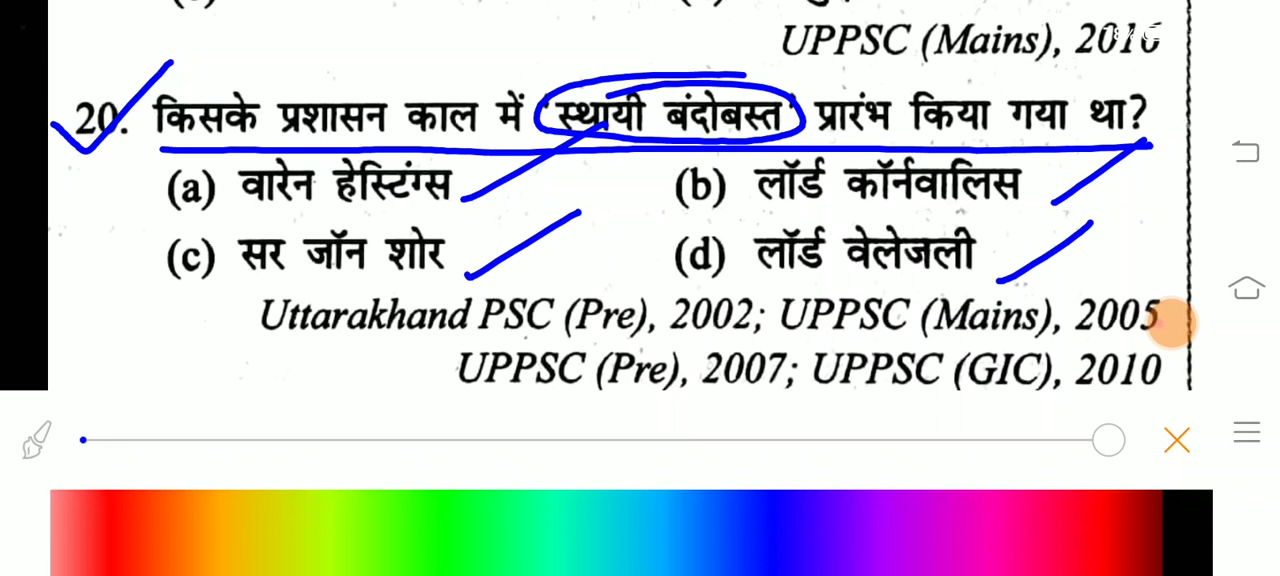 UPPSC (Mains), 2016
20. किसके प्रशासन काल में 'स्थायी बंदोबस्त' प्रारंभ किया गया था?
(a) वारेन हेस्टिंग्स (b) लॉर्ड कॉर्नवालिस
(c) सर जॉन शोर (d) लॉर्ड वेलेजली
Uttarakhand PSC (Pre), 2002; UPPSC (Mains), 2005
UPPSC (Pre), 2007; UPPSC (GIC), 2010